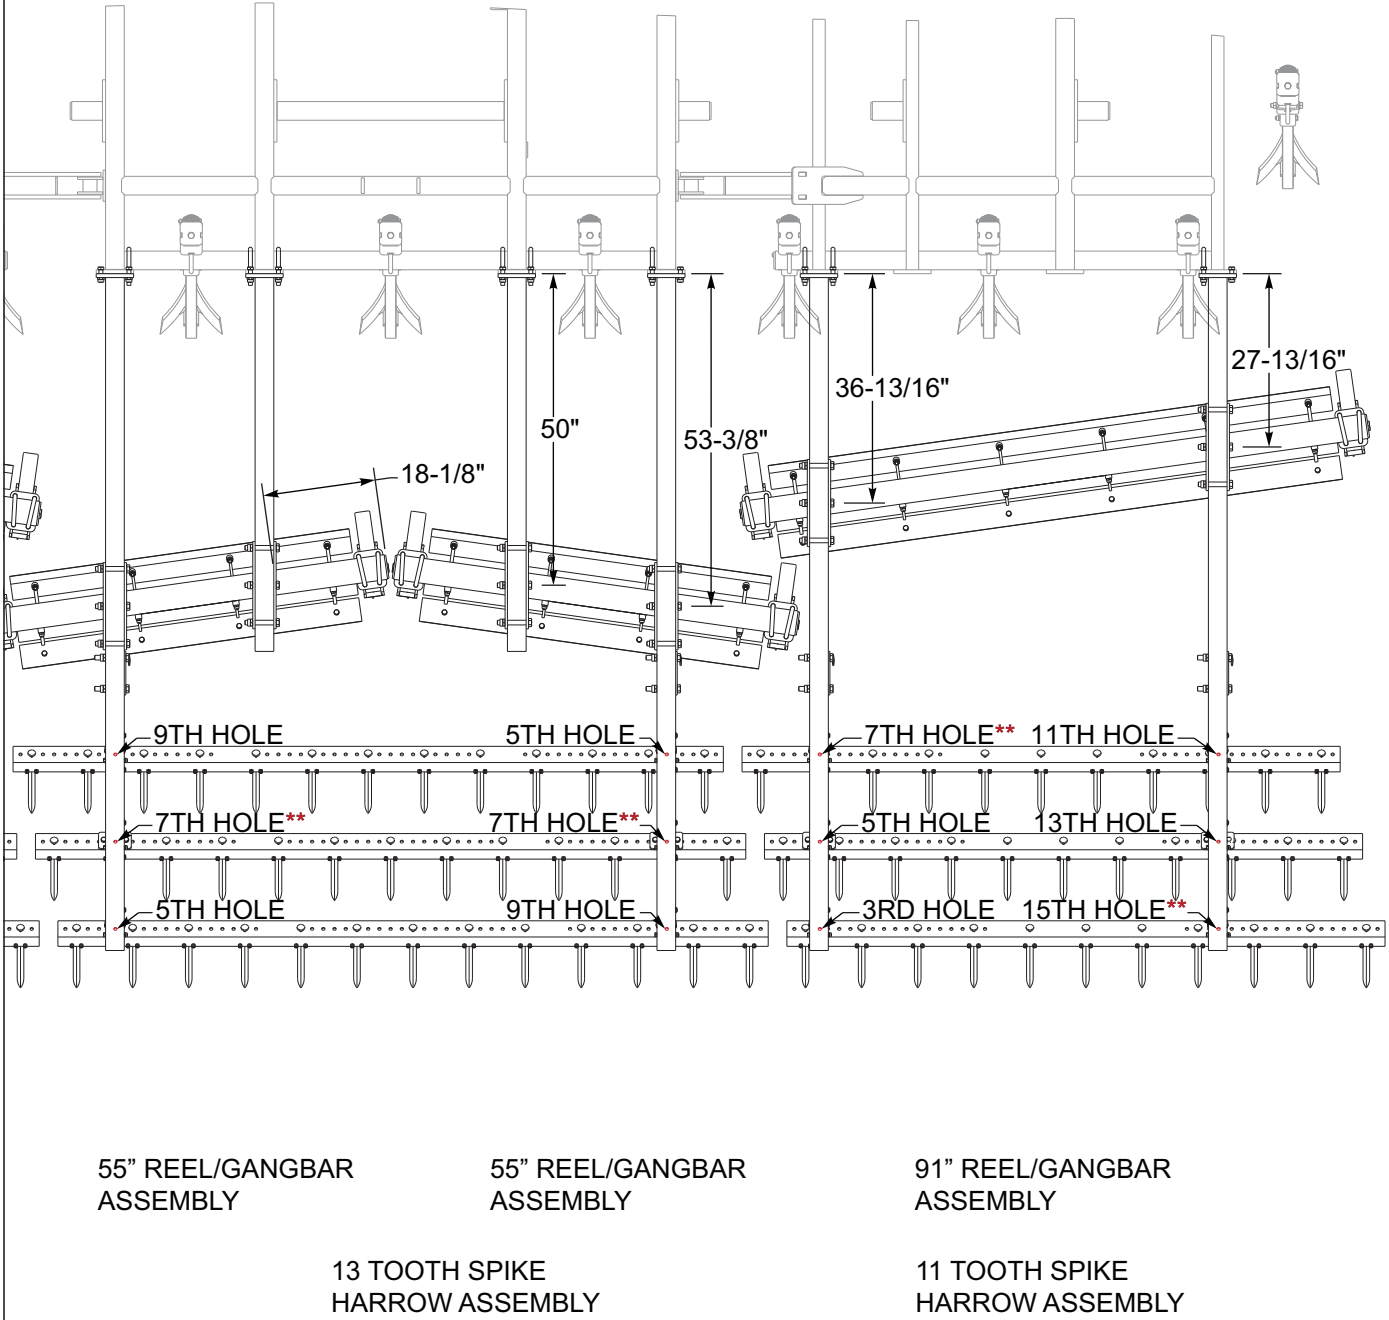 27-13/16"
36-13/16"
50"
53-3/8"
18-1/8"
9TH HOLE 5TH HOLE 7TH HOLE** 11TH HOLE
7TH HOLE** 7TH HOLE** 5TH HOLE 13TH HOLE
5TH HOLE 9TH HOLE 3RD HOLE 15TH HOLE**
55” REEL/GANGBAR
ASSEMBLY
55” REEL/GANGBAR
ASSEMBLY
91” REEL/GANGBAR
ASSEMBLY
13 TOOTH SPIKE
HARROW ASSEMBLY
11 TOOTH SPIKE
HARROW ASSEMBLY